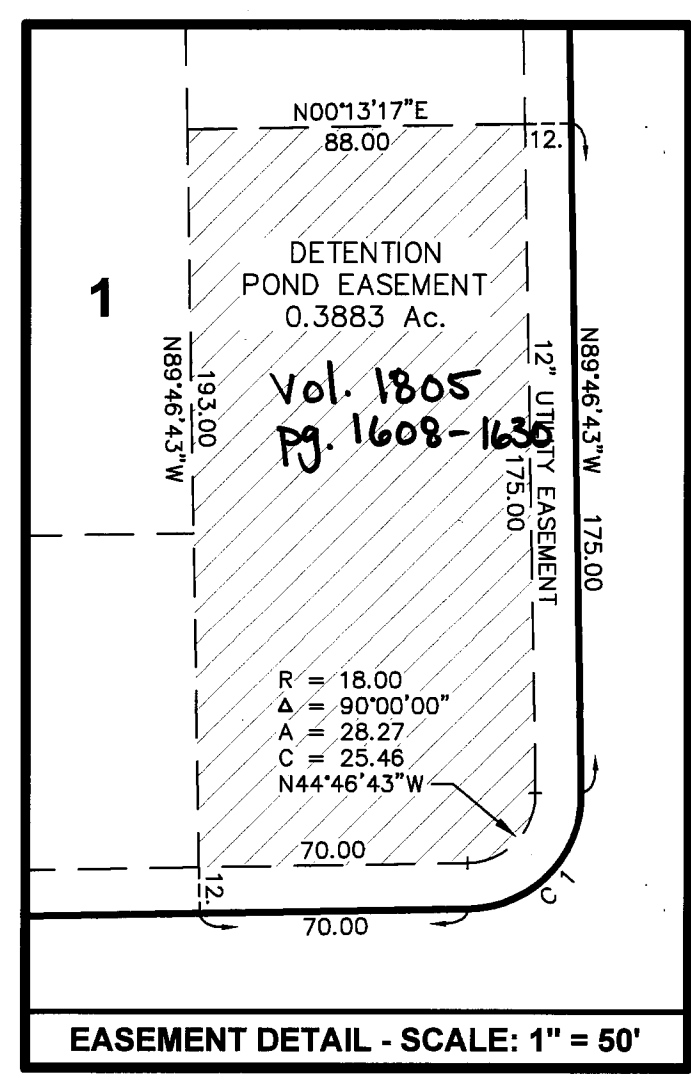 N00°13'17"E
88.00
12.
DETENTION
POND EASEMENT
0.3883 Ac.
1
Vol. 1805
pg. 1608-1630
N89°46'43"W
193.00
12" UTILITY EASEMENT
175.00
N89°46'43"W 175.00
R = 18.00
Δ = 90°00'00"
A = 28.27
C = 25.46
N44°46'43"W
70.00
12.
70.00
C 1
EASEMENT DETAIL - SCALE: 1" = 50'